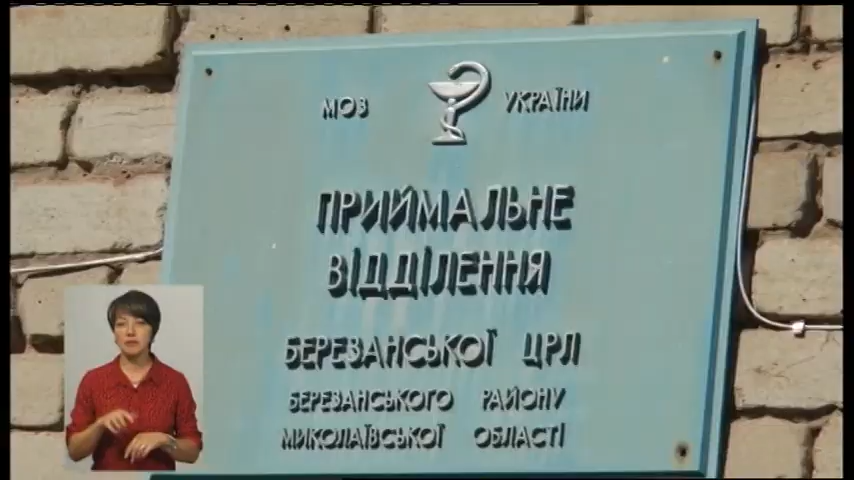 МОЗ УКРАЇНИ
ПРИЙМАЛЬНЕ
ВІДДІЛЕННЯ
БЕРЕЗАНСЬКОЇ ЦРЛ
БЕРЕЗАНСЬКОГО РАЙОНУ
МИКОЛАЇВСЬКОЇ ОБЛАСТІ